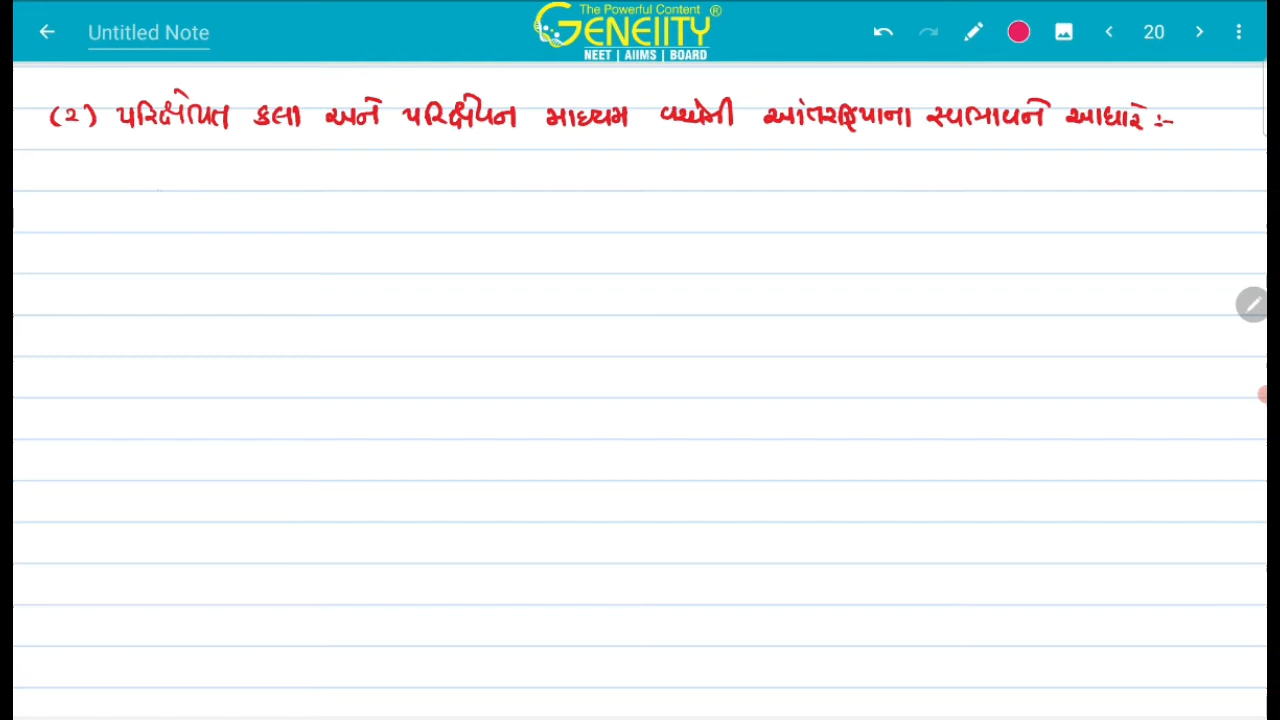 Untitled Note
The Powerful Content ®
GENEIITY
NEET | AIIMS | BOARD
20
(૨) પરિક્ષેપિત કલા અને પરિક્ષેપન માધ્યમ વચ્ચેની આંતરક્રિયાના સ્વભાવને આધારે :-